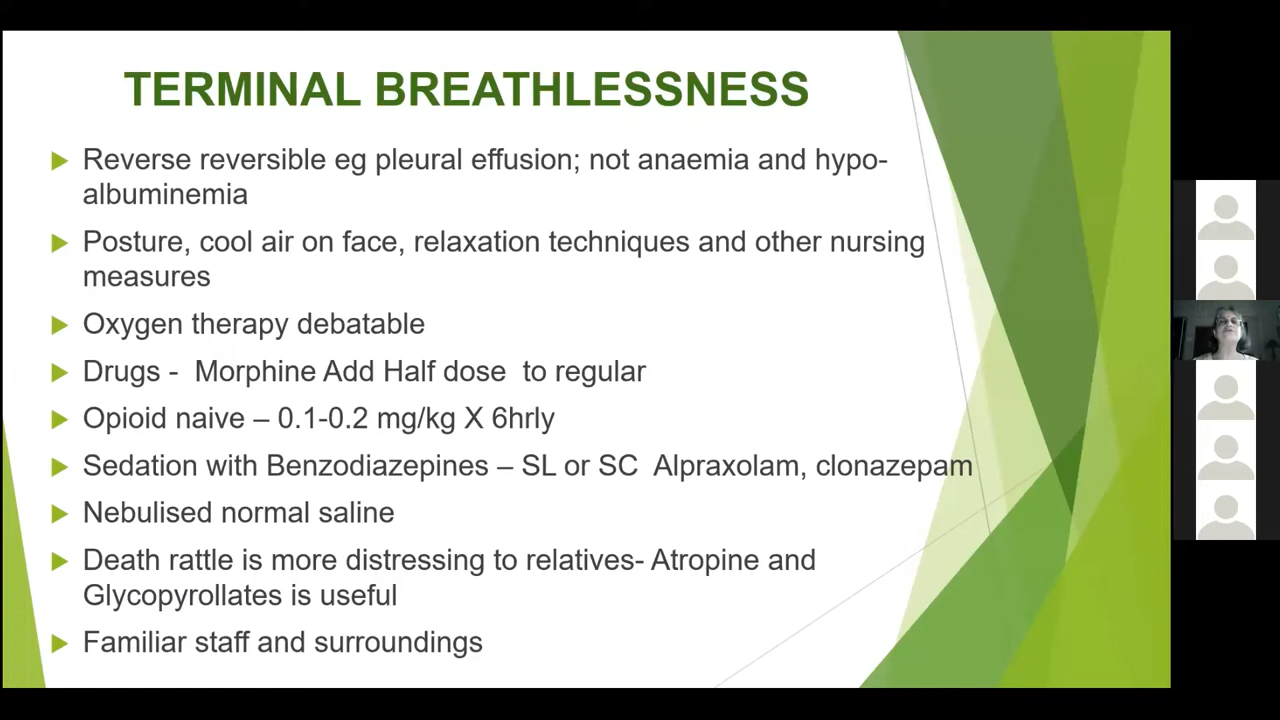 TERMINAL BREATHLESSNESS
Reverse reversible eg pleural effusion; not anaemia and hypo-
albuminemia
Posture, cool air on face, relaxation techniques and other nursing
measures
Oxygen therapy debatable
Drugs - Morphine Add Half dose to regular
Opioid naive – 0.1-0.2 mg/kg X 6hrly
Sedation with Benzodiazepines – SL or SC Alpraxolam, clonazepam
Nebulised normal saline
Death rattle is more distressing to relatives- Atropine and
Glycopyrollates is useful
Familiar staff and surroundings